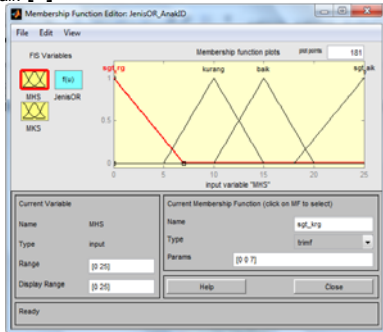 Membership Function Editor: JenisOR_AnakID
File Edit View
FIS Variables
Membership function plots plot points: 181
MHS JenisOR
f(u)
MKS
sgt_rg kurang baik sgt_aik
1
0.5
0
0 5 10 15 20 25
input variable "MHS"
Current Variable
Current Membership Function (click on MF to select)
Name MHS
Name sgt_krg
Type input
Type trimf
Params [0 0 7]
Range [0 25]
Display Range [0 25]
Help Close
Ready